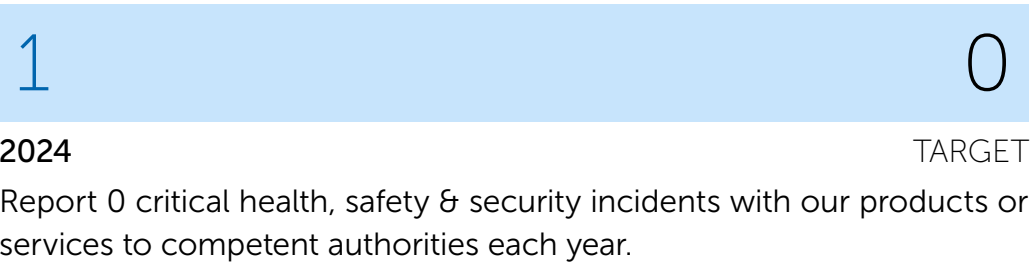 1 0
2024 TARGET
Report 0 critical health, safety & security incidents with our products or
services to competent authorities each year.